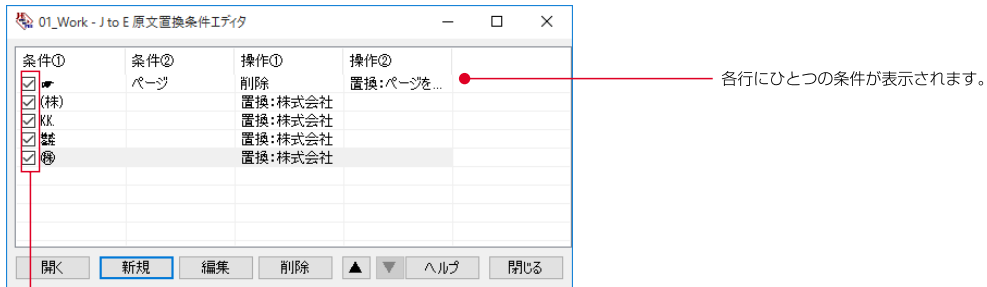 01_Work - J to E 原文置換条件エディタ
条件① 条件② 操作① 操作②
☛ ページ 削除 置換:ページを...
各行にひとつの条件が表示されます。
(株) 置換:株式会社
KK. 置換:株式会社
㍿ 置換:株式会社
㊑ 置換:株式会社
開く 新規 編集 削除 ▲ ▼ ヘルプ 閉じる